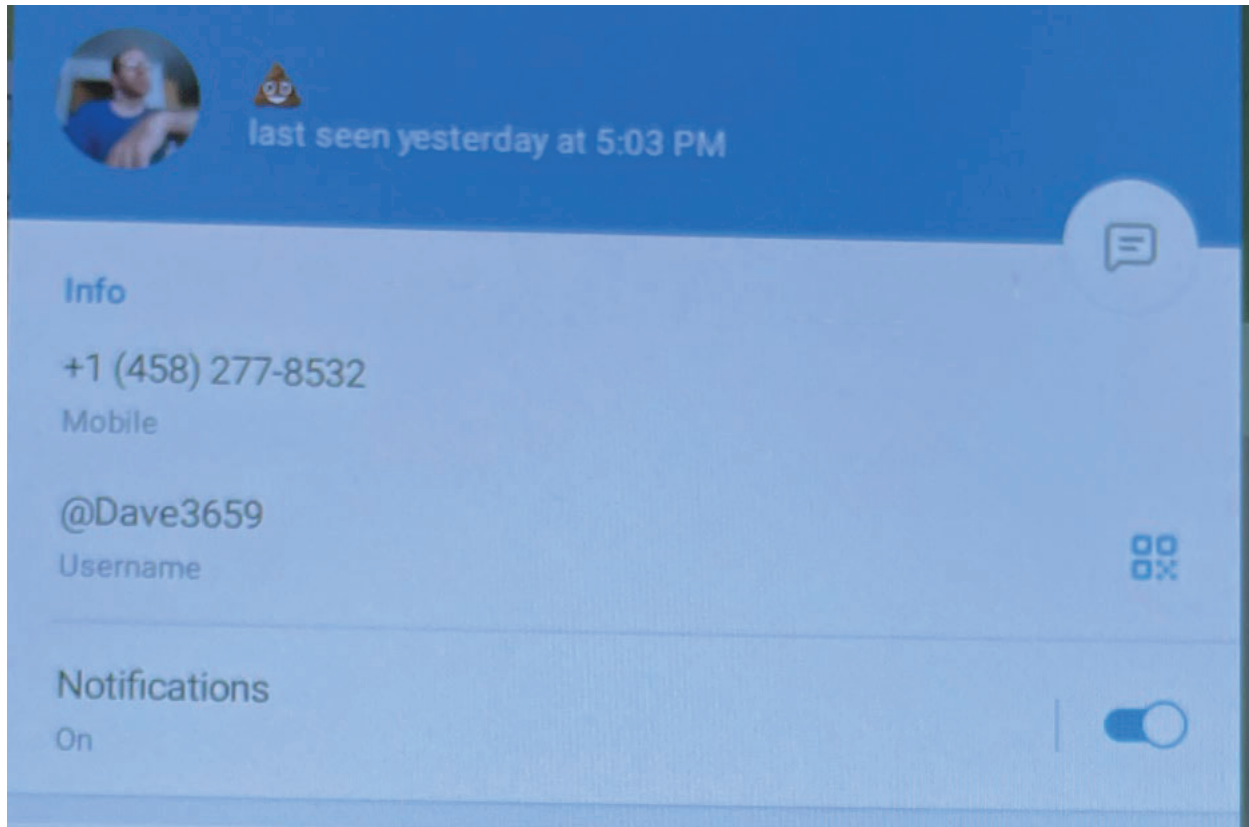 💩
last seen yesterday at 5:03 PM
Info
+1 (458) 277-8532
Mobile
@Dave3659
Username
Notifications
On